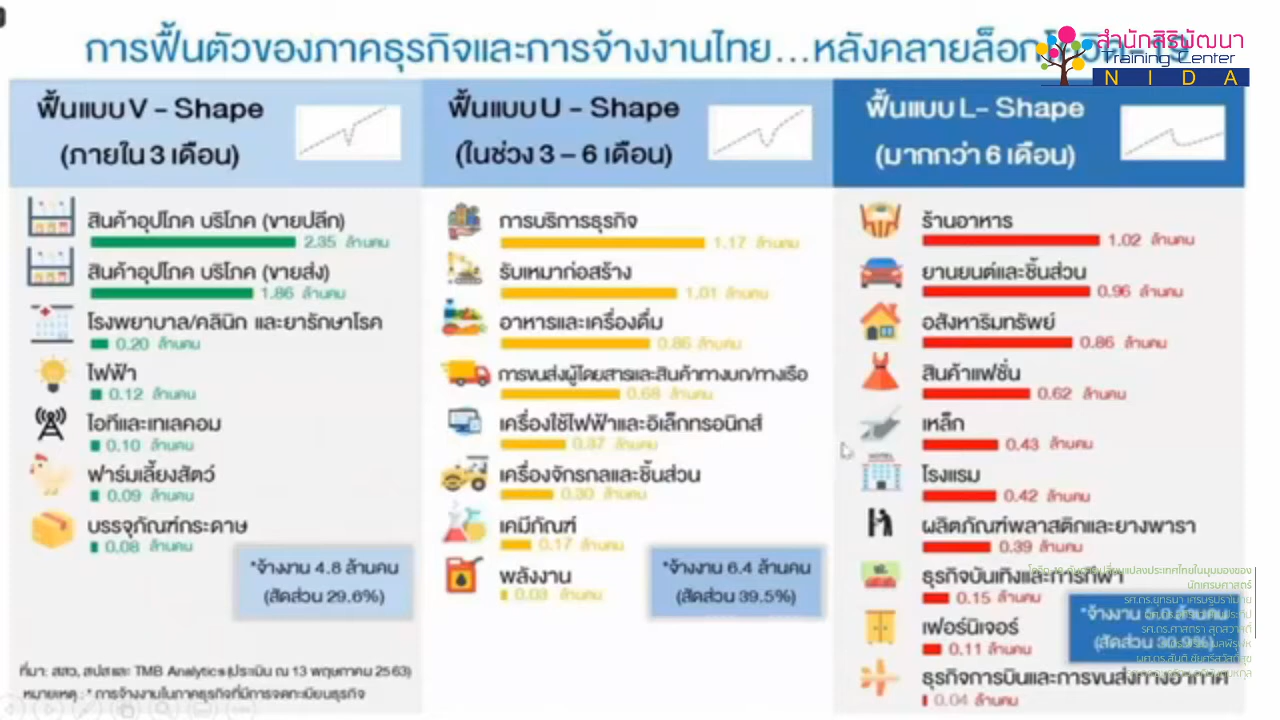 การฟื้นตัวของภาคธุรกิจและการจ้างงานไทย...หลังคลายล็อก
สำนักสิริพัฒนา
Training Center
NIDA
ฟื้นแบบ V – Shape
(ภายใน 3 เดือน)
สินค้าอุปโภค บริโภค (ขายปลีก)
2.35 ล้านคน
สินค้าอุปโภค บริโภค (ขายส่ง)
1.86 ล้านคน
โรงพยาบาล/คลินิก และยารักษาโรค
0.20 ล้านคน
ไฟฟ้า
0.12 ล้านคน
ไอทีและเทเลคอม
0.10 ล้านคน
ฟาร์มเลี้ยงสัตว์
0.09 ล้านคน
บรรจุภัณฑ์กระดาษ
0.08 ล้านคน
*จ้างงาน 4.8 ล้านคน
(สัดส่วน 29.6%)
ฟื้นแบบ U – Shape
(ในช่วง 3 – 6 เดือน)
การบริการธุรกิจ
1.17 ล้านคน
รับเหมาก่อสร้าง
1.01 ล้านคน
อาหารและเครื่องดื่ม
0.86 ล้านคน
การขนส่งผู้โดยสารและสินค้าทางบก/ทางเรือ
0.68 ล้านคน
เครื่องใช้ไฟฟ้าและอิเล็กทรอนิกส์
0.37 ล้านคน
เครื่องจักรกลและชิ้นส่วน
0.30 ล้านคน
เคมีภัณฑ์
0.17 ล้านคน
พลังงาน
0.03 ล้านคน
*จ้างงาน 6.4 ล้านคน
(สัดส่วน 39.5%)
ฟื้นแบบ L– Shape
(มากกว่า 6 เดือน)
ร้านอาหาร
1.02 ล้านคน
ยานยนต์และชิ้นส่วน
0.96 ล้านคน
อสังหาริมทรัพย์
0.86 ล้านคน
สินค้าแฟชั่น
0.62 ล้านคน
เหล็ก
0.43 ล้านคน
HOTEL
โรงแรม
0.42 ล้านคน
ผลิตภัณฑ์พลาสติกและยางพารา
0.39 ล้านคน
ธุรกิจบันเทิงและการกีฬา
0.15 ล้านคน
เฟอร์นิเจอร์
0.11 ล้านคน
ธุรกิจการบินและการขนส่งทางอากาศ
0.04 ล้านคน
*จ้างงาน 5.0 ล้านคน
(สัดส่วน 30.9%)
นักเศรษฐศาสตร์
ที่มา: สสว, สปส และ TMB Analytics (ประเมิน ณ 13 พฤษภาคม 2563)
หมายเหตุ : * การจ้างงานในภาคธุรกิจที่มีการจดทะเบียนธุรกิจ